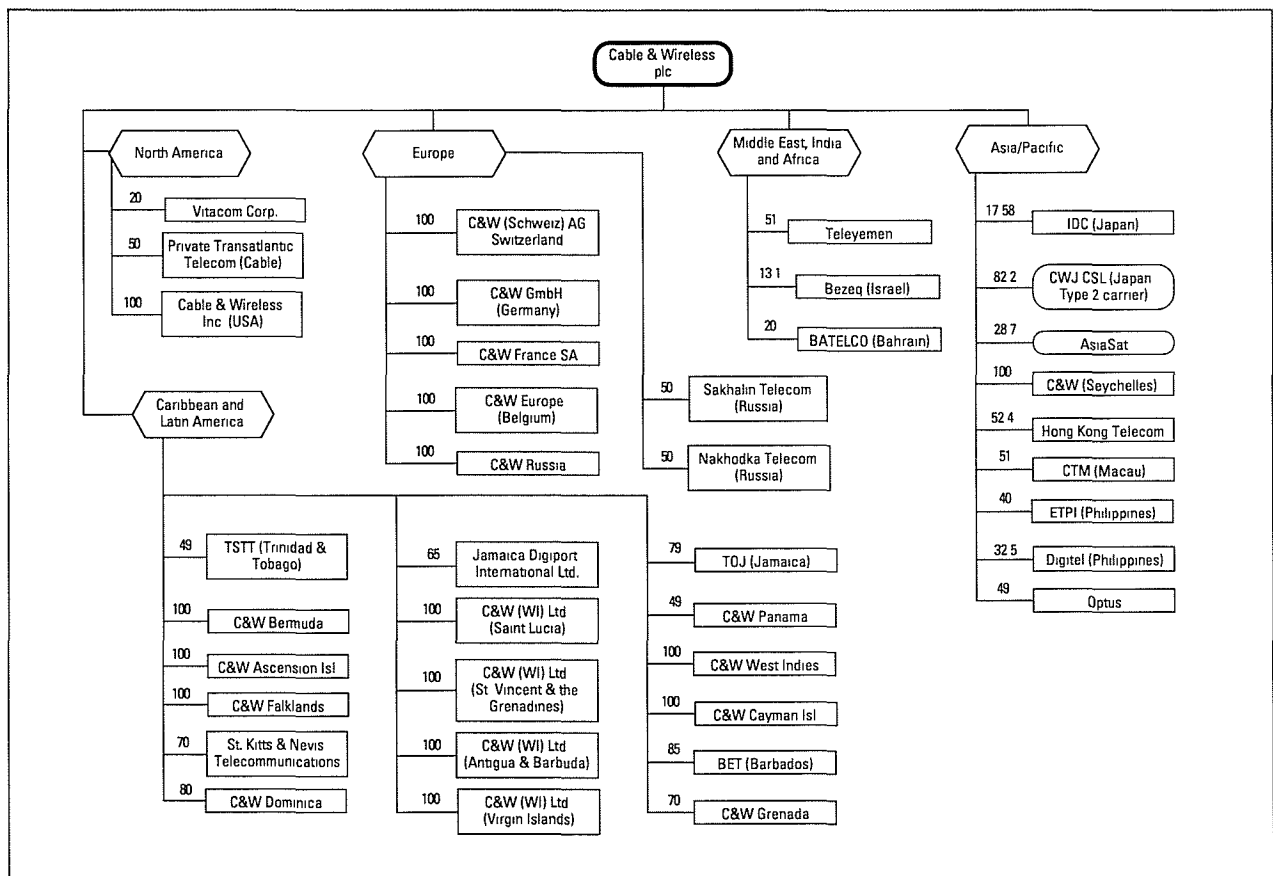 Cable & Wireless
plc
North America
20
Vitacom Corp.
50
Private Transatlantic
Telecom (Cable)
100
Cable & Wireless
Inc (USA)
Europe
100
C&W (Schweiz) AG
Switzerland
100
C&W GmbH
(Germany)
100
C&W France SA
100
C&W Europe
(Belgium)
100
C&W Russia
50
Sakhalin Telecom
(Russia)
50
Nakhodka Telecom
(Russia)
Middle East, India
and Africa
51
Teleyemen
13 1
Bezeq (Israel)
20
BATELCO (Bahrain)
Asia/Pacific
17 58
IDC (Japan)
82 2
CWJ CSL (Japan
Type 2 carrier)
28 7
AsiaSat
100
C&W (Seychelles)
52 4
Hong Kong Telecom
51
CTM (Macau)
40
ETPI (Philippines)
32 5
Digitel (Philippines)
49
Optus
Caribbean and
Latin America
49
TSTT (Trinidad &
Tobago)
100
C&W Bermuda
100
C&W Ascension Isl
100
C&W Falklands
70
St. Kitts & Nevis
Telecommunications
80
C&W Dominica
65
Jamaica Digiport
International Ltd.
100
C&W (WI) Ltd
(Saint Lucia)
100
C&W (WI) Ltd
(St Vincent & the
Grenadines)
100
C&W (WI) Ltd
(Antigua & Barbuda)
100
C&W (WI) Ltd
(Virgin Islands)
79
TOJ (Jamaica)
49
C&W Panama
100
C&W West Indies
100
C&W Cayman Isl
85
BET (Barbados)
70
C&W Grenada